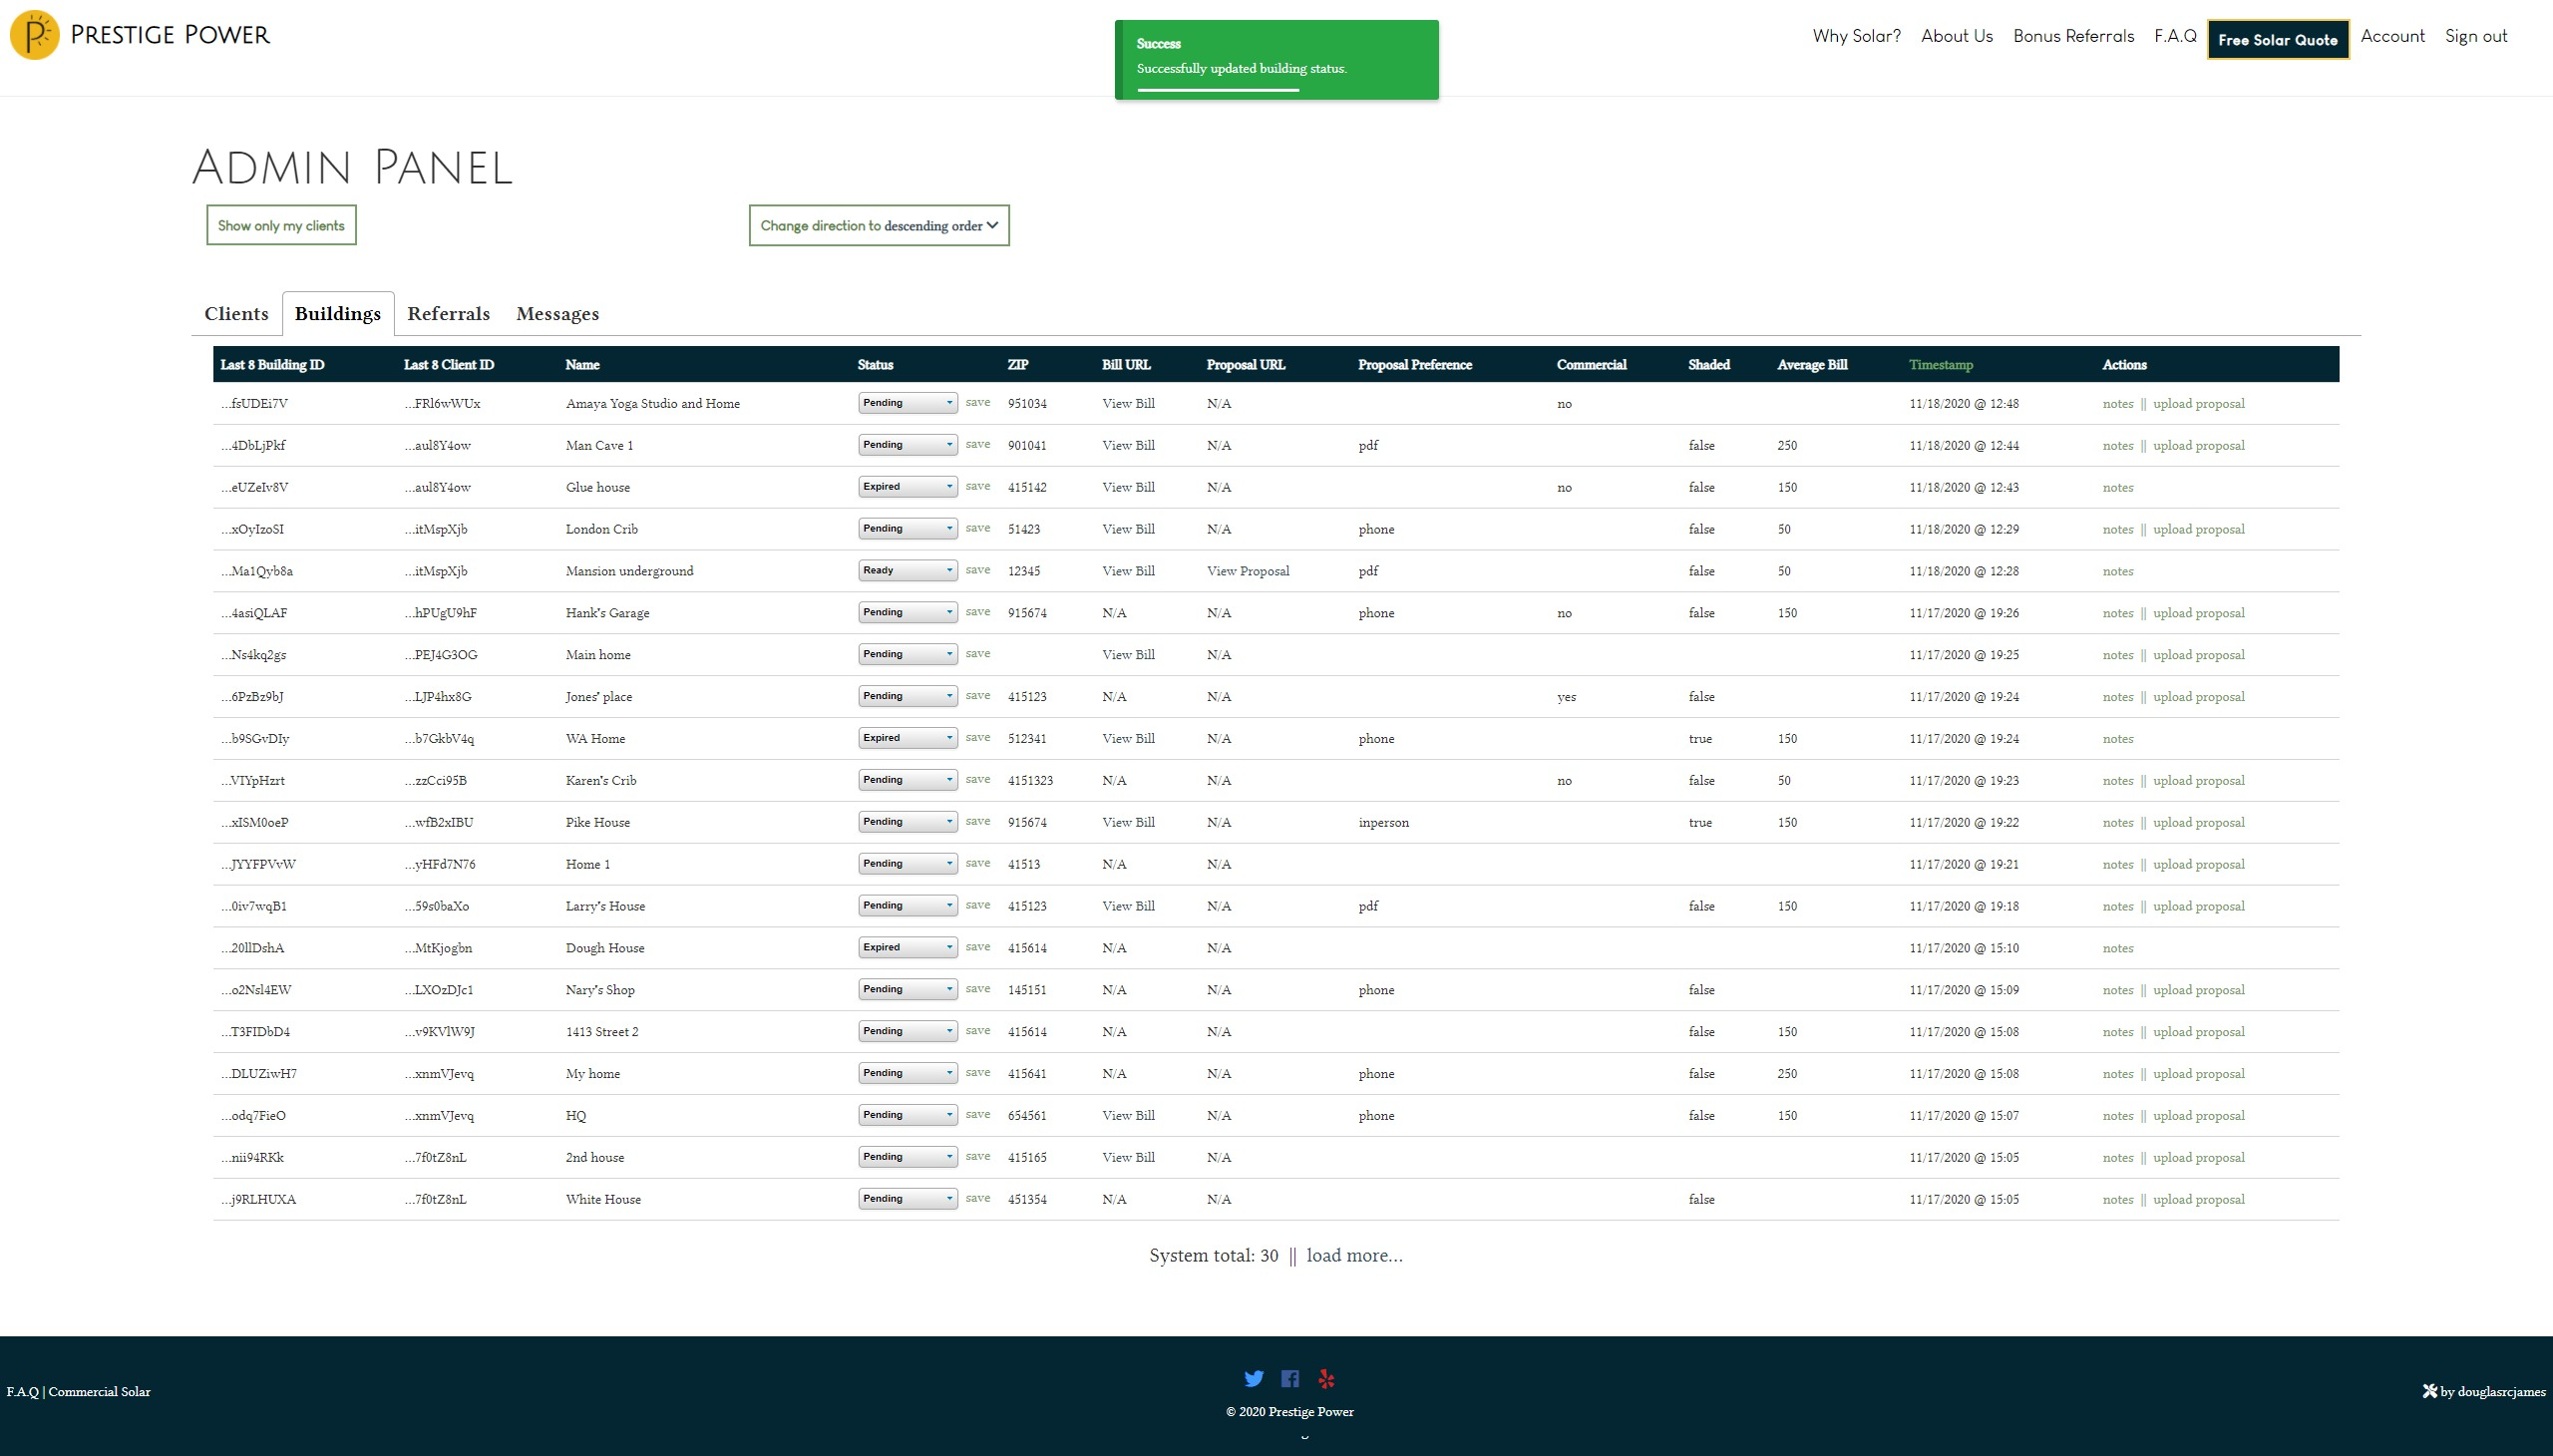 PRESTIGE POWER
Success
Successfully updated building status.
Why Solar? About Us Bonus Referrals F.A.Q Free Solar Quote Account Sign out
ADMIN PANEL
Show only my clients
Change direction to descending order
Clients Buildings Referrals Messages
Last 8 Building ID Last 8 Client ID Name Status ZIP Bill URL Proposal URL Proposal Preference Commercial Shaded Average Bill Timestamp Actions
...fsUDEi7V ...FRl6wWUx Amaya Yoga Studio and Home Pending save 951034 View Bill N/A no 11/18/2020 @ 12:48 notes || upload proposal
...4DbLjPkf ...aul8Y4ow Man Cave 1 Pending save 901041 View Bill N/A pdf false 250 11/18/2020 @ 12:44 notes || upload proposal
...eUZeIv8V ...aul8Y4ow Glue house Expired save 415142 View Bill N/A no false 150 11/18/2020 @ 12:43 notes
...xOyIzoSI ...itMspXjb London Crib Pending save 51423 View Bill N/A phone false 50 11/18/2020 @ 12:29 notes || upload proposal
...Ma1Qyb8a ...itMspXjb Mansion underground Ready save 12345 View Bill View Proposal pdf false 50 11/18/2020 @ 12:28 notes
...4asiQLAF ...hPUgU9hF Hank's Garage Pending save 915674 N/A N/A phone no false 150 11/17/2020 @ 19:26 notes || upload proposal
...Ns4kq2gs ...PEJ4G3OG Main home Pending save View Bill N/A 11/17/2020 @ 19:25 notes || upload proposal
...6PzBz9bJ ...LJP4hx8G Jones' place Pending save 415123 N/A N/A yes false 11/17/2020 @ 19:24 notes || upload proposal
...b9SGvDIy ...b7GkbV4q WA Home Expired save 512341 View Bill N/A phone true 150 11/17/2020 @ 19:24 notes
...VIYpHzrt ...zzCci95B Karen's Crib Pending save 4151323 N/A N/A no false 50 11/17/2020 @ 19:23 notes || upload proposal
...xISM0oeP ...wfB2xIBU Pike House Pending save 915674 View Bill N/A inperson true 150 11/17/2020 @ 19:22 notes || upload proposal
...JYYFPVvW ...yHFd7N76 Home 1 Pending save 41513 N/A N/A 11/17/2020 @ 19:21 notes || upload proposal
...0iv7wqB1 ...59s0baXo Larry's House Pending save 415123 View Bill N/A pdf false 150 11/17/2020 @ 19:18 notes || upload proposal
...20llDshA ...MtKjogbn Dough House Expired save 415614 N/A N/A 11/17/2020 @ 15:10 notes
...o2Nsl4EW ...LXOzDJc1 Nary's Shop Pending save 145151 N/A N/A phone false 11/17/2020 @ 15:09 notes || upload proposal
...T3FIDbD4 ...v9KVlW9J 1413 Street 2 Pending save 415614 N/A N/A false 150 11/17/2020 @ 15:08 notes || upload proposal
...DLUZiwH7 ...xnmVJevq My home Pending save 415641 N/A N/A phone false 250 11/17/2020 @ 15:08 notes || upload proposal
...odq7FieO ...xnmVJevq HQ Pending save 654561 View Bill N/A phone false 150 11/17/2020 @ 15:07 notes || upload proposal
...nii94RKk ...7f0tZ8nL 2nd house Pending save 415165 View Bill N/A 11/17/2020 @ 15:05 notes || upload proposal
...j9RLHUXA ...7f0tZ8nL White House Pending save 451354 N/A N/A false 11/17/2020 @ 15:05 notes || upload proposal
System total: 30 || load more...
F.A.Q | Commercial Solar
© 2020 Prestige Power
by douglasrcjames